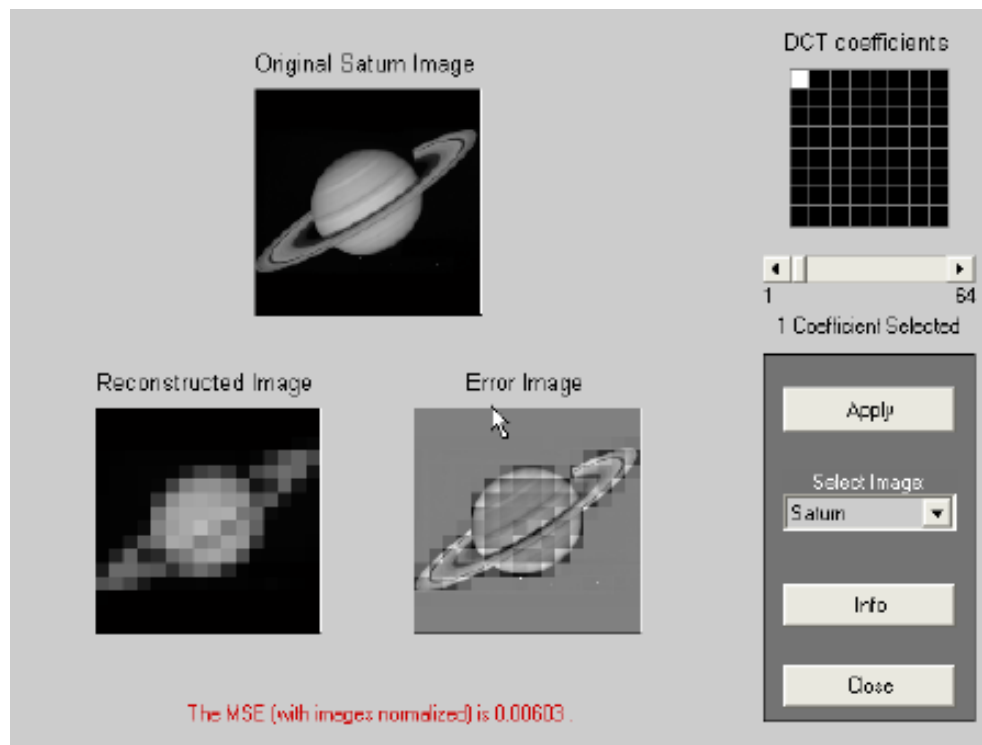 DCT coefficients
Original Saturn Image
1 64
1 Coefficient Selected
Reconstructed Image
Error Image
Apply
Select Image:
Saturn
Info
Close
The MSE (with images normalized) is 0.00603 .